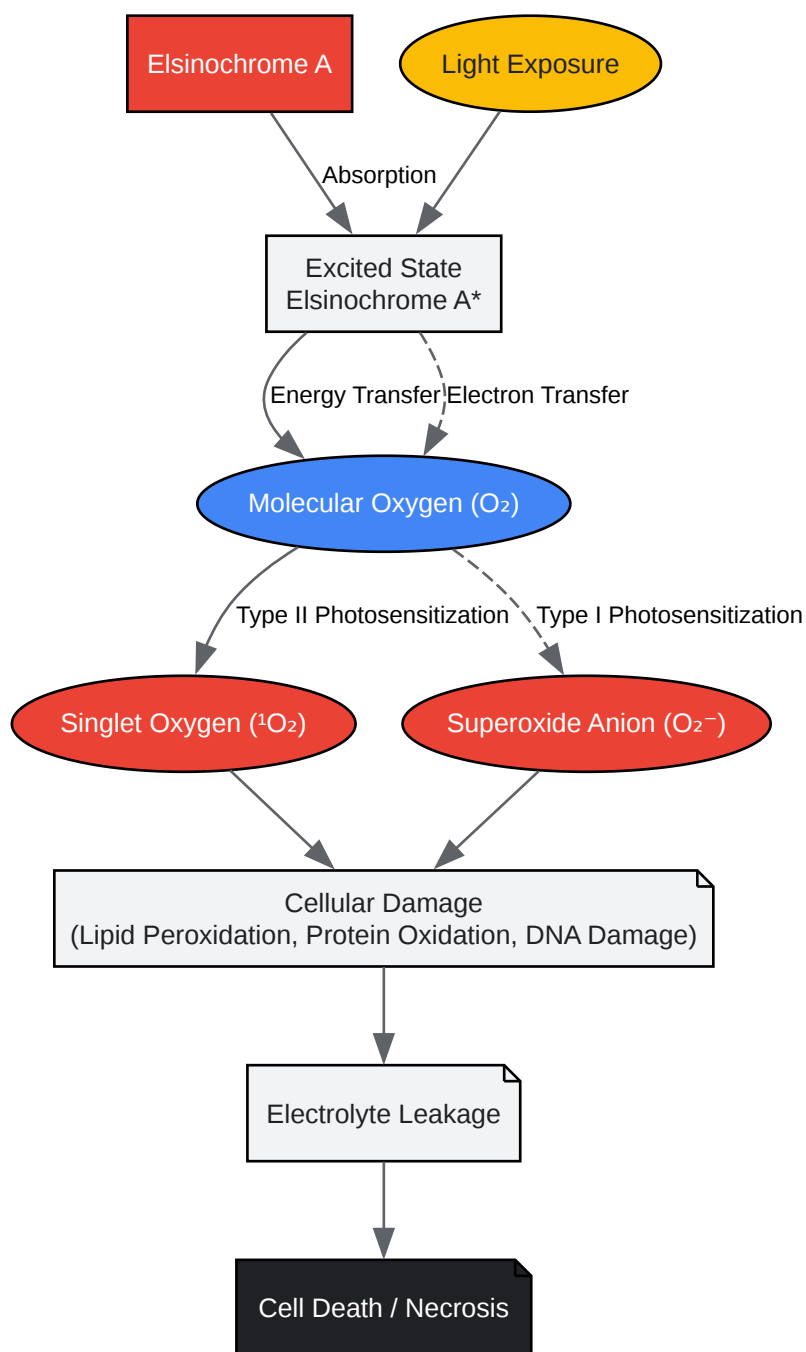 Elsinochrome A
Light Exposure
Absorption
Excited State
Elsinochrome A*
Energy Transfer
Electron Transfer
Molecular Oxygen (O₂)
Type II Photosensitization
Type I Photosensitization
Singlet Oxygen (¹O₂)
Superoxide Anion (O₂⁻)
Cellular Damage
(Lipid Peroxidation, Protein Oxidation, DNA Damage)
Electrolyte Leakage
Cell Death / Necrosis